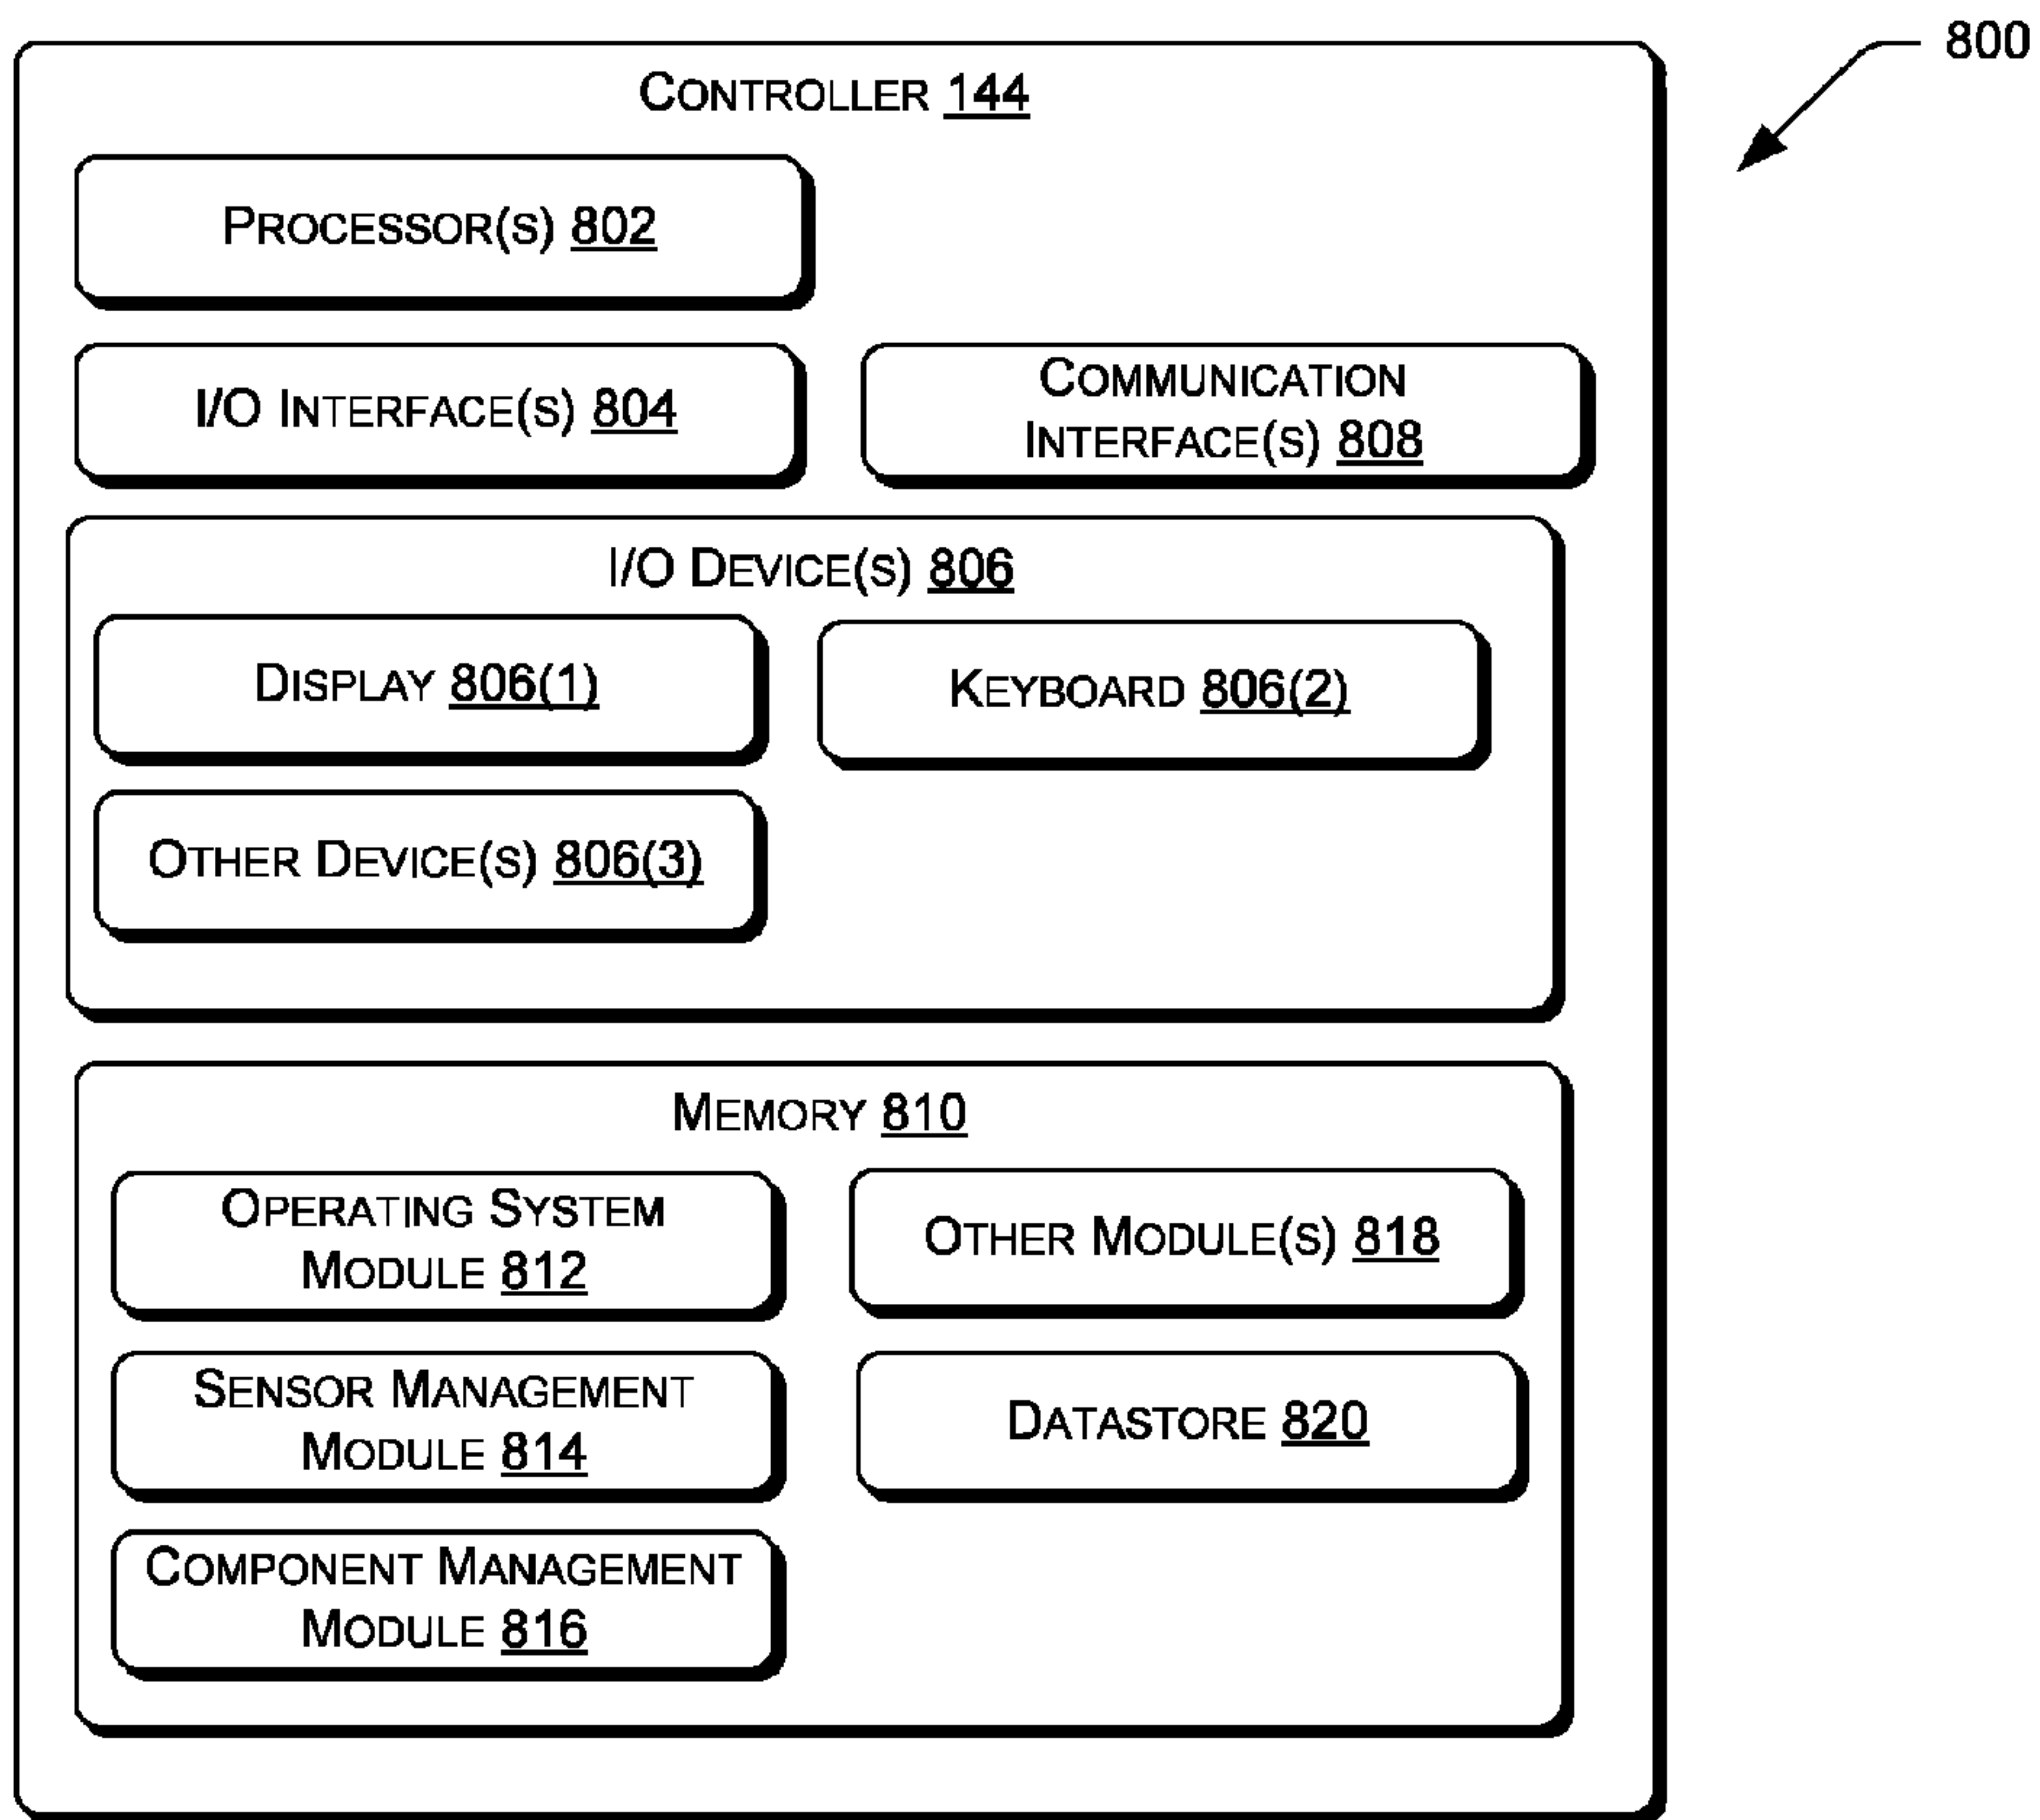 800
CONTROLLER 144
PROCESSOR(S) 802
I/O INTERFACE(S) 804
COMMUNICATION
INTERFACE(S) 808
I/O DEVICE(S) 806
DISPLAY 806(1)
KEYBOARD 806(2)
OTHER DEVICE(S) 806(3)
MEMORY 810
OPERATING SYSTEM
MODULE 812
OTHER MODULE(S) 818
SENSOR MANAGEMENT
MODULE 814
DATASTORE 820
COMPONENT MANAGEMENT
MODULE 816